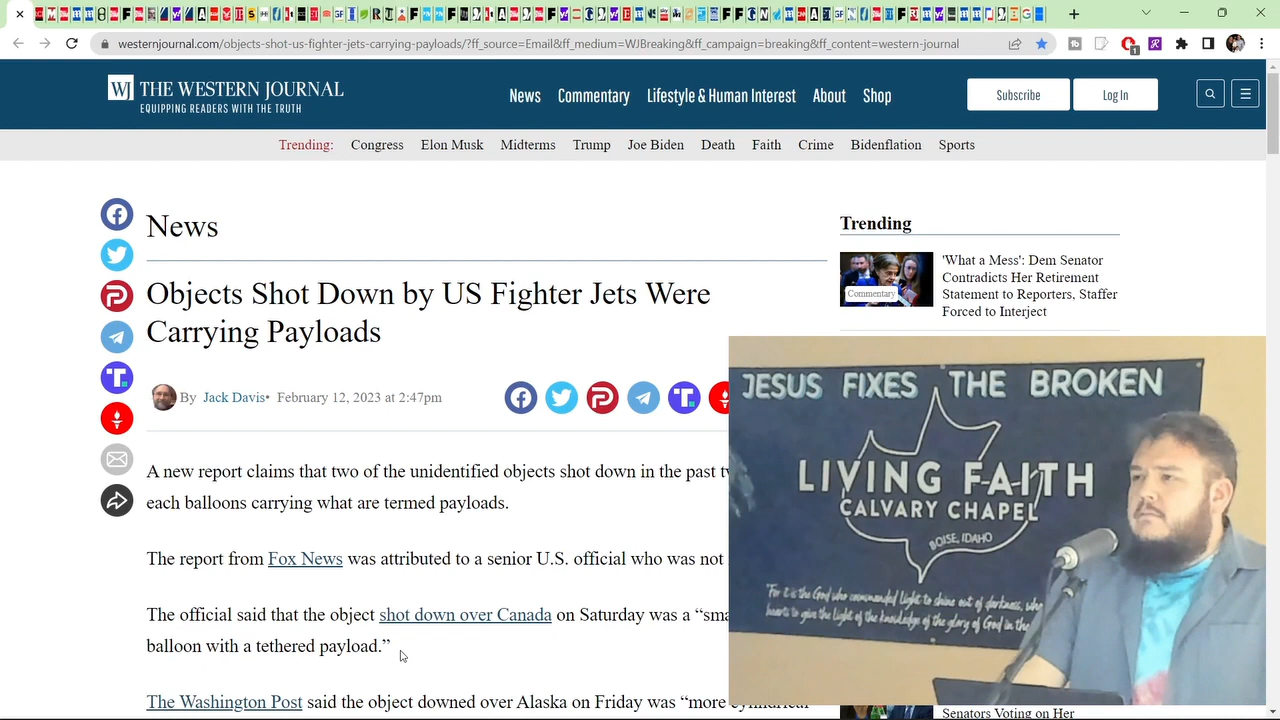 westernjournal.com/objects-shot-us-fighter-jets-carrying-payloads/?ff_source=Email&ff_medium=WJBreaking&ff_campaign=breaking&ff_content=western-journal
1
WJ THE WESTERN JOURNAL
EQUIPPING READERS WITH THE TRUTH
News Commentary Lifestyle & Human Interest About Shop
Subscribe Log In
Trending: Congress Elon Musk Midterms Trump Joe Biden Death Faith Crime Bidenflation Sports
News
Objects Shot Down by US Fighter Jets Were
Carrying Payloads
By Jack Davis• February 12, 2023 at 2:47pm
A new report claims that two of the unidentified objects shot down in the past tw
each balloons carrying what are termed payloads.
The report from Fox News was attributed to a senior U.S. official who was not
The official said that the object shot down over Canada on Saturday was a “sma
balloon with a tethered payload.”
The Washington Post said the object downed over Alaska on Friday was “more cylindrical
Trending
Commentary
'What a Mess': Dem Senator
Contradicts Her Retirement
Statement to Reporters, Staffer
Forced to Interject
JESUS FIXES THE BROKEN
LIVING FAITH
CALVARY CHAPEL
BOISE, IDAHO
"For it is the God who commanded light to shine out of darkness, who
hearts to give the light of the knowledge of the glory of God in the
Senators Voting on Her